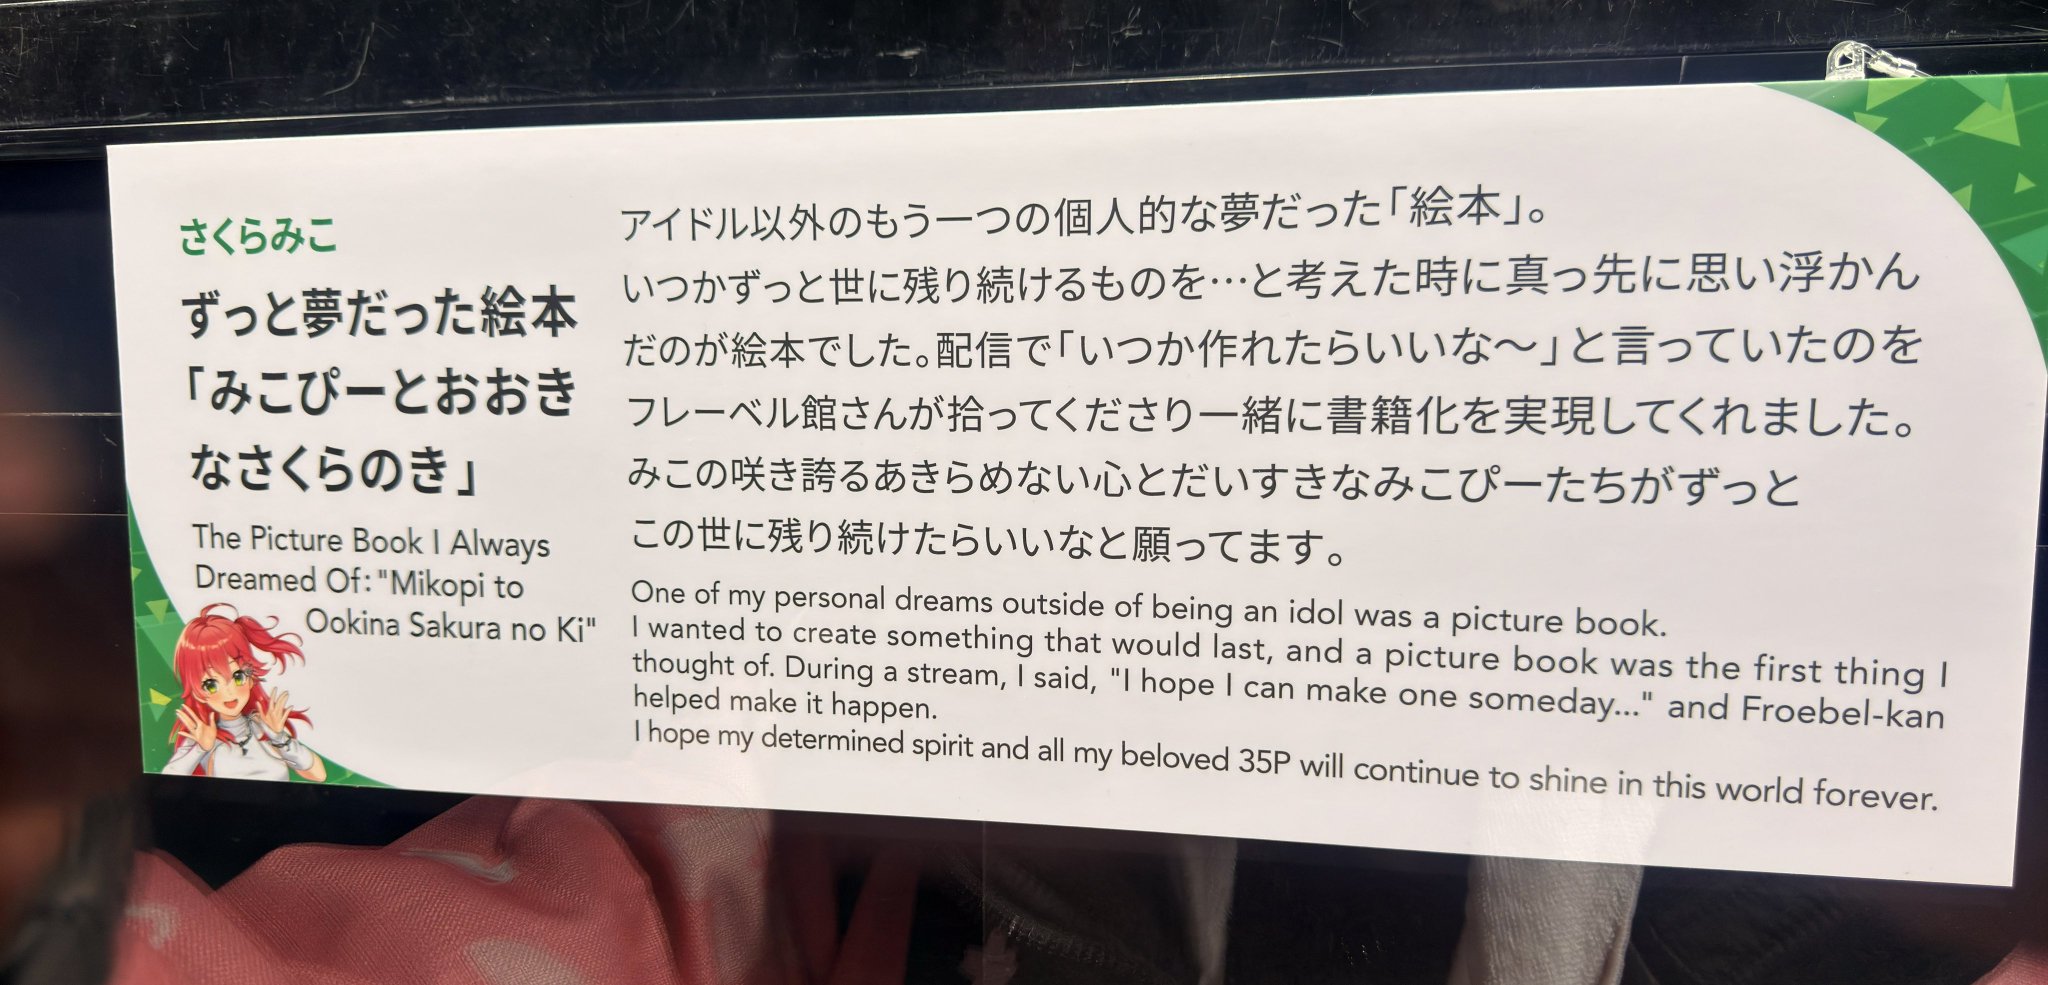 さくらみこ
ずっと夢だった絵本
「みこぴーとおおき
なさくらのき」
The Picture Book I Always
Dreamed Of: "Mikopi to
Ookina Sakura no Ki"
アイドル以外のもう一つの個人的な夢だった「絵本」。
いつかずっと世に残り続けるものを…と考えた時に真っ先に思い浮かん
だのが絵本でした。配信で「いつか作れたらいいな～」と言っていたのを
フレーベル館さんが拾ってくださり一緒に書籍化を実現してくれました。
みこの咲き誇るあきらめない心とだいすきなみこぴーたちがずっと
この世に残り続けたらいいなと願ってます。
One of my personal dreams outside of being an idol was a picture book.
I wanted to create something that would last, and a picture book was the first thing I
thought of. During a stream, I said, "I hope I can make one someday..." and Froebel-kan
helped make it happen.
I hope my determined spirit and all my beloved 35P will continue to shine in this world forever.